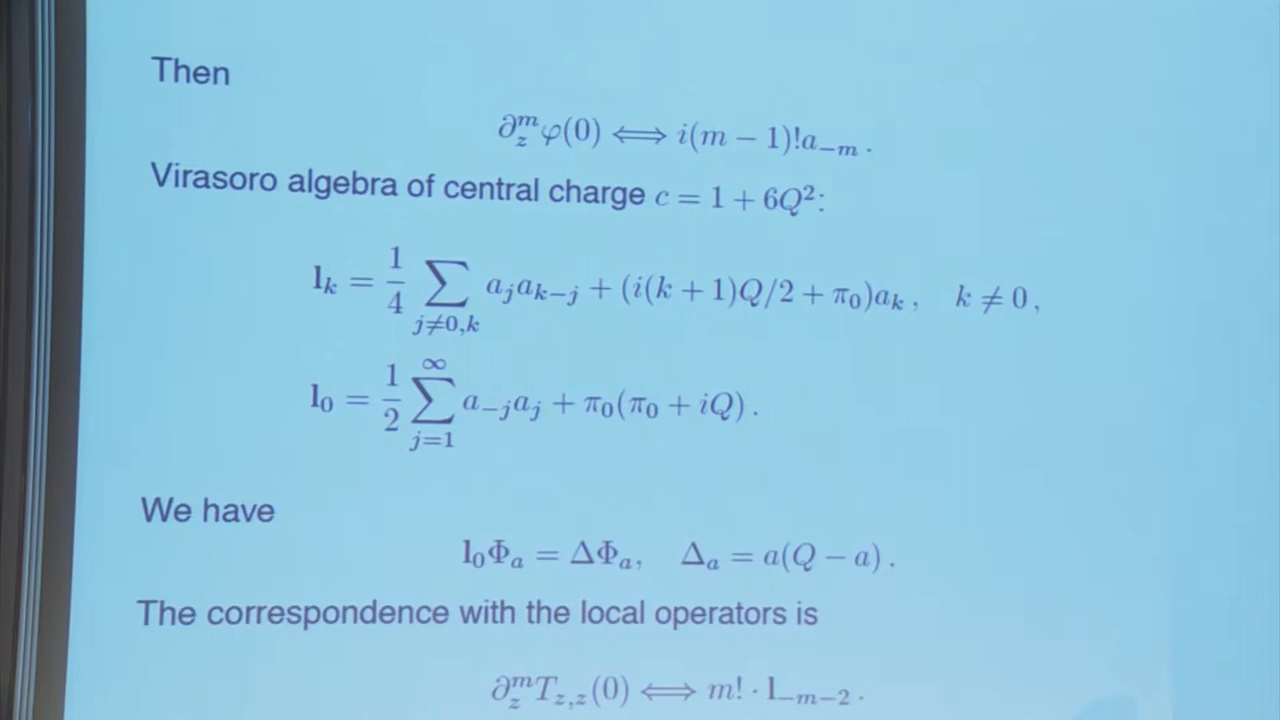 Then
∂_z^m φ(0) ⟺ i(m − 1)!a_{−m} .
Virasoro algebra of central charge c = 1 + 6Q²:
l_k = 1/4 ∑_{j≠0,k} a_j a_{k−j} + (i(k + 1)Q/2 + π_0)a_k , k ≠ 0 ,
l_0 = 1/2 ∑_{j=1}^{∞} a_{−j} a_j + π_0(π_0 + iQ) .
We have
l_0Φ_a = ΔΦ_a, Δ_a = a(Q − a) .
The correspondence with the local operators is
∂_z^m T_{z,z}(0) ⟺ m! · l_{−m−2} .